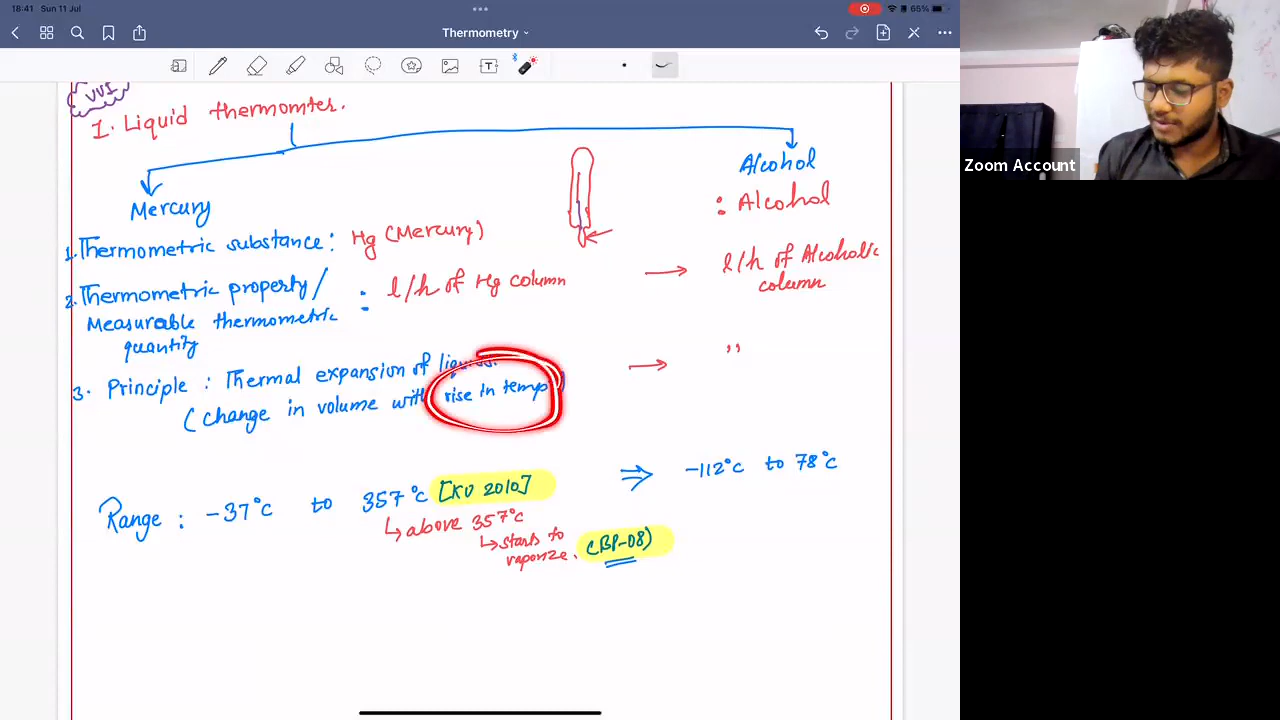 18:41 Sun 11 Jul
65%
Thermometry
T
VVI
1. Liquid thermomter.
Mercury
Alcohol
1. Thermometric substance : Hg (Mercury)
: Alcohol
2. Thermometric property/
Measurable thermometric
quantity
: l/h of Hg column
→ l/h of Alcoholic
column
3. Principle : Thermal expansion of liquids.
(change in volume with rise in temp)
→ "
Range : -37°C to 357°C [KU 2010]
⇒ -112°C to 78°C
↳ above 357°C
↳ starts to
vaporize. (BP-08)
Zoom Account